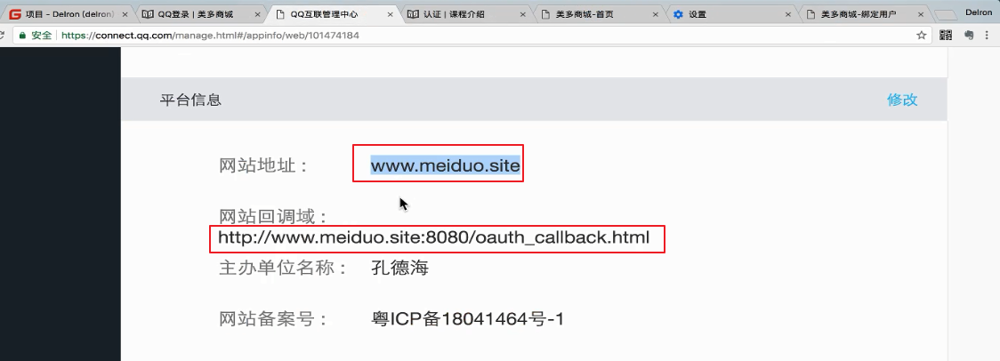 项目 - Delron (delron)
QQ登录 | 美多商城
QQ互联管理中心
认证 | 课程介绍
美多商城-首页
设置
美多商城-绑定用户
Delron
安全
https://connect.qq.com/manage.html#/appinfo/web/101474184
平台信息
修改
网站地址：
www.meiduo.site
网站回调域：
http://www.meiduo.site:8080/oauth_callback.html
主办单位名称： 孔德海
网站备案号： 粤ICP备18041464号-1